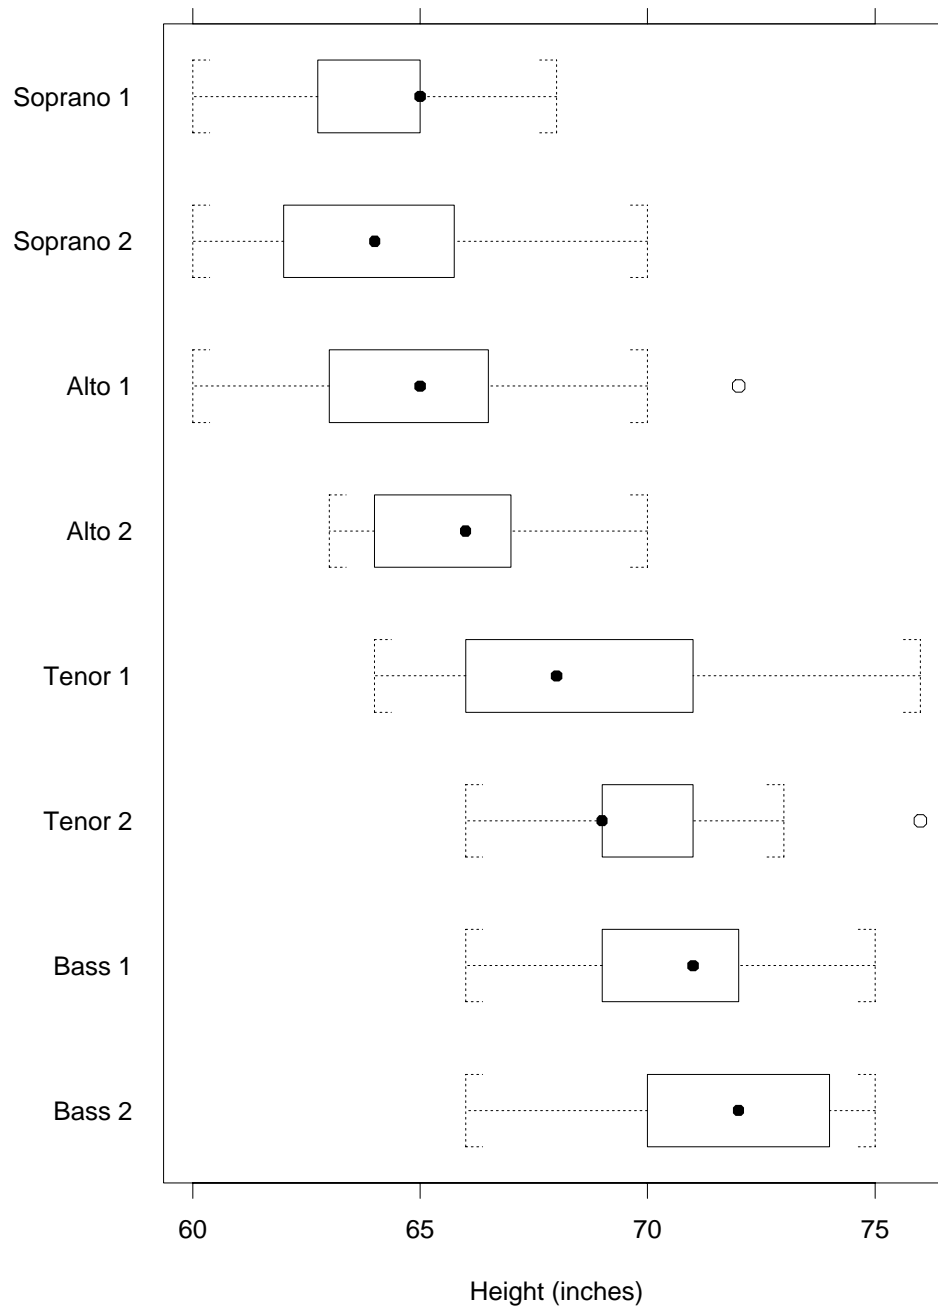 Soprano 1
Soprano 2
Alto 1
Alto 2
Tenor 1
Tenor 2
Bass 1
Bass 2
60 65 70 75
Height (inches)